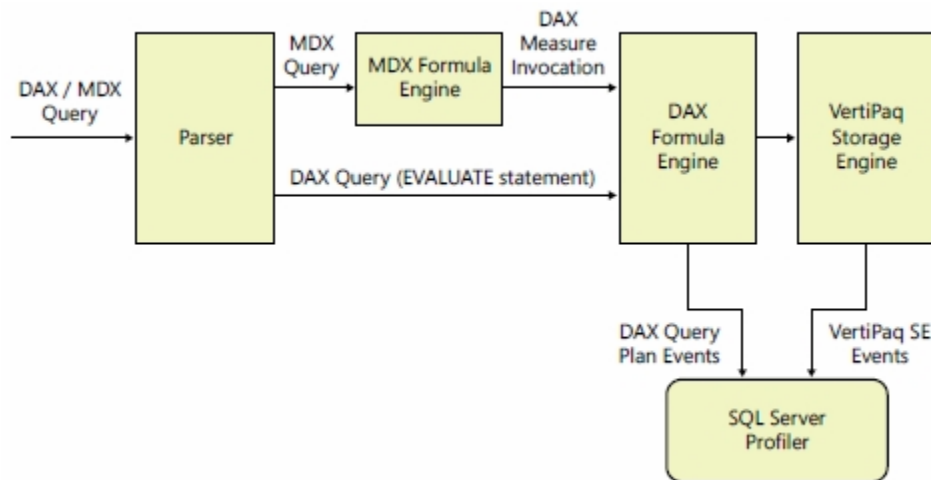 DAX / MDX
Query
Parser
MDX
Query
MDX Formula
Engine
DAX
Measure
Invocation
DAX Query (EVALUATE statement)
DAX
Formula
Engine
VertiPaq
Storage
Engine
DAX Query
Plan Events
VertiPaq SE
Events
SQL Server
Profiler